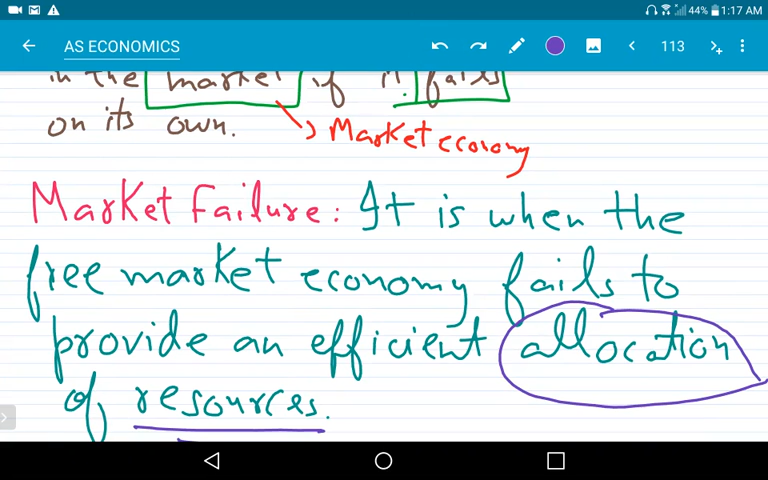 44% 1:17 AM
AS ECONOMICS 113
in the market if it fails
on its own.
Market economy
Market Failure: It is when the
free market economy fails to
provide an efficient allocation
of resources.